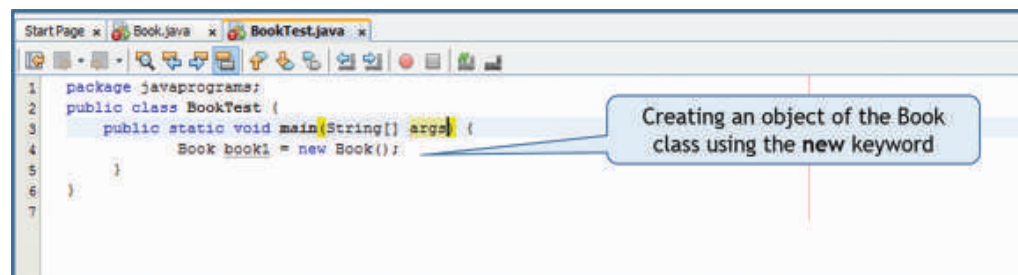 Start Page x Book.java x BookTest.java x
1 package javaprograms;
2 public class BookTest {
3 public static void main(String[] args) {
4 Book book1 = new Book();
5 }
6 }
7
Creating an object of the Book
class using the new keyword